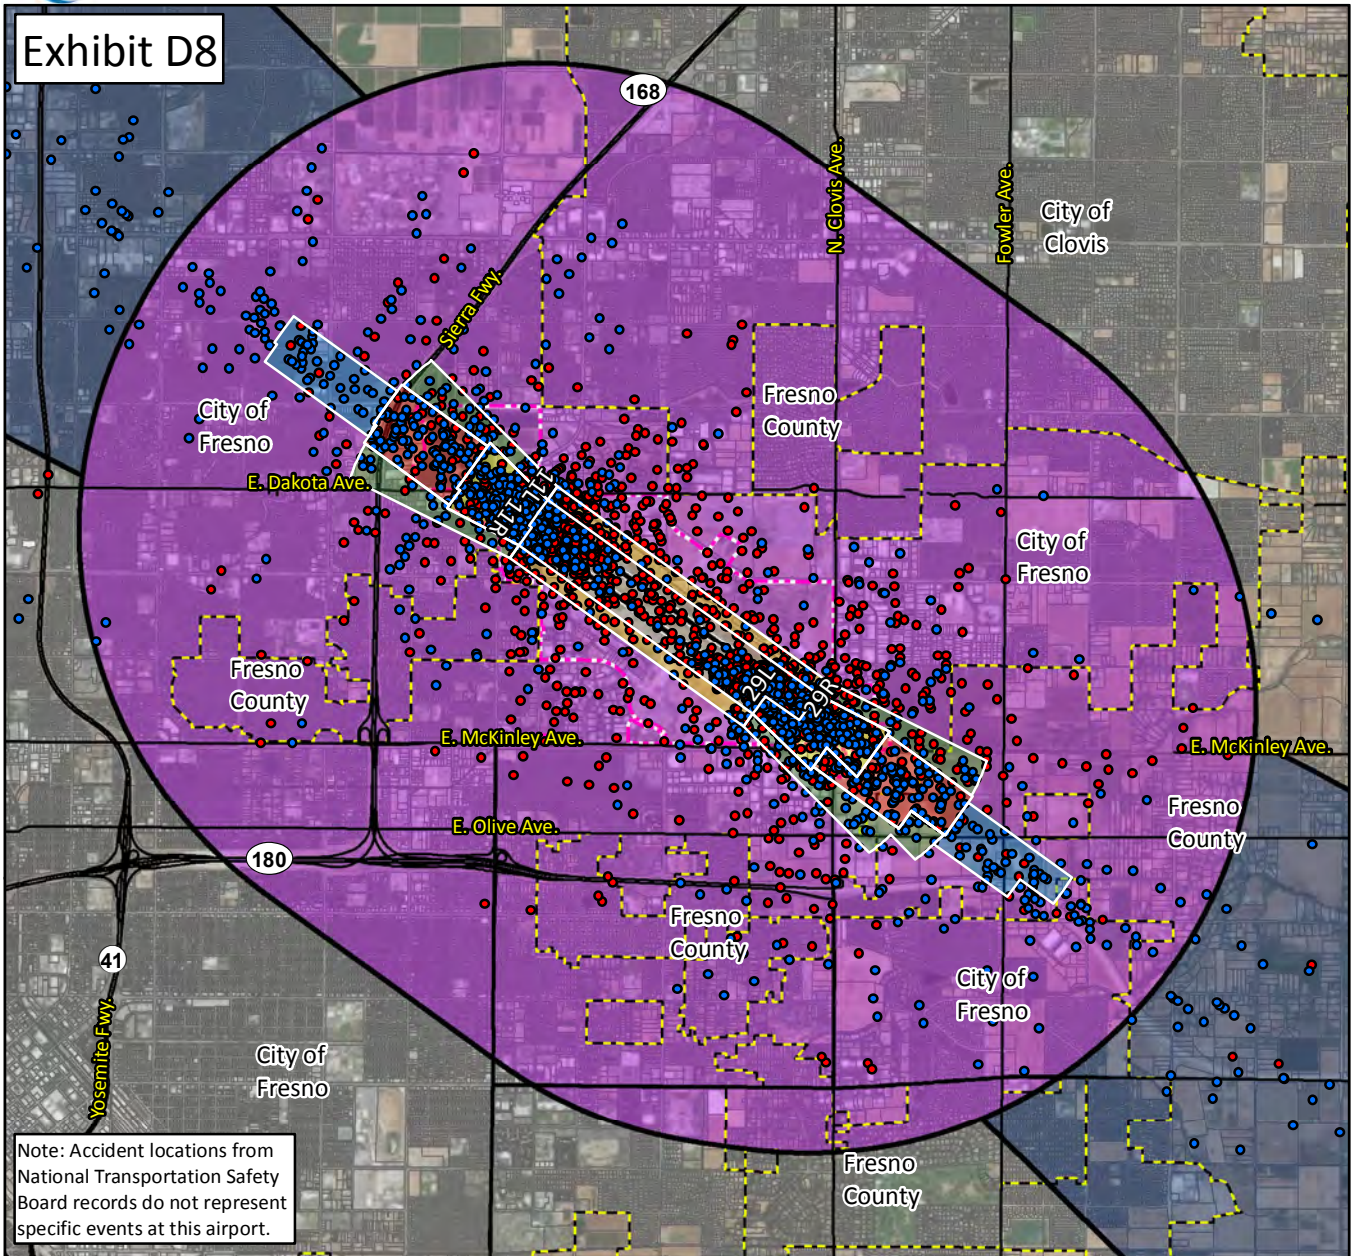 Exhibit D8
168
N. Clovis Ave.
Fowler Ave.
City of
Clovis
Sierra Fwy.
City of
Fresno
Fresno
County
E. Dakota Ave.
11L
11R
City of
Fresno
Fresno
County
29L
29R
E. McKinley Ave.
E. McKinley Ave.
Fresno
County
E. Olive Ave.
180
Fresno
County
41
City of
Fresno
Yosemite Fwy.
City of
Fresno
Note: Accident locations from
National Transportation Safety
Board records do not represent
specific events at this airport.
Fresno
County